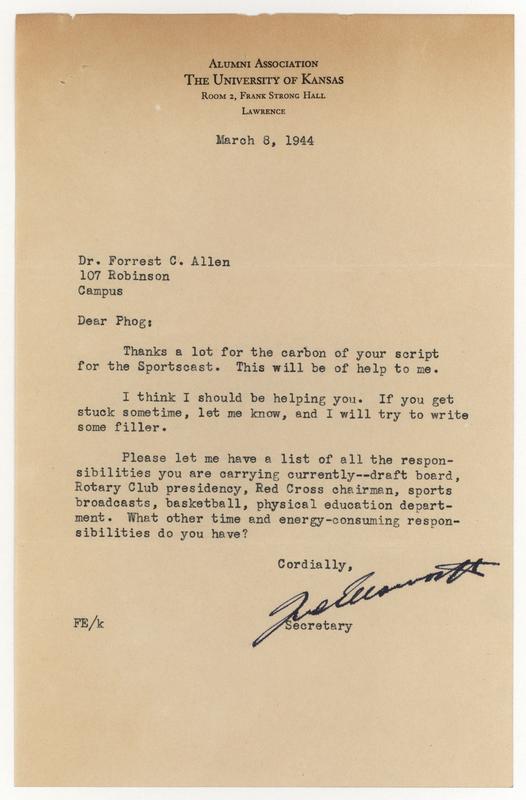 Alumni Association
The University of Kansas
Room 2, Frank Strong Hall
Lawrence
March 8, 1944
Dr. Forrest C. Allen
107 Robinson
Campus
Dear Phog:
Thanks a lot for the carbon of your script
for the Sportscast. This will be of help to me.
I think I should be helping you. If you get
stuck sometime, let me know, and I will try to write
some filler.
Please let me have a list of all the respon-
sibilities you are carrying currently--draft board,
Rotary Club presidency, Red Cross chairman, sports
broadcasts, basketball, physical education depart-
ment. What other time and energy-consuming respon-
sibilities do you have?
Cordially,
FE/k
Secretary